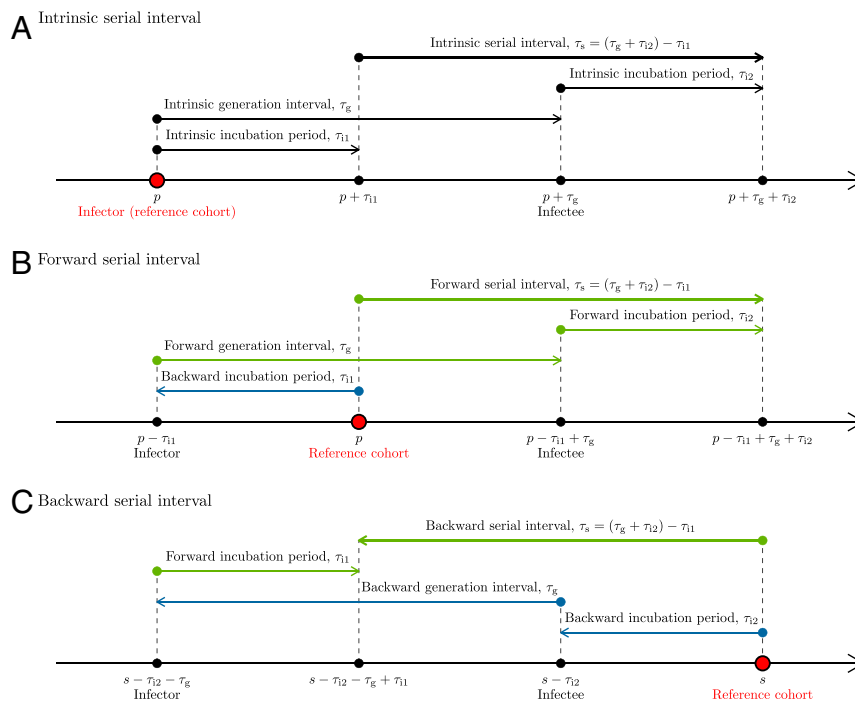 A Intrinsic serial interval
Intrinsic serial interval, τs = (τg + τi2) − τi1
Intrinsic incubation period, τi2
Intrinsic generation interval, τg
Intrinsic incubation period, τi1
p p + τi1 p + τg p + τg + τi2
Infector (reference cohort) Infectee
B Forward serial interval
Forward serial interval, τs = (τg + τi2) − τi1
Forward incubation period, τi2
Forward generation interval, τg
Backward incubation period, τi1
p − τi1 p p − τi1 + τg p − τi1 + τg + τi2
Infector Reference cohort Infectee
C Backward serial interval
Backward serial interval, τs = (τg + τi2) − τi1
Forward incubation period, τi1
Backward generation interval, τg
Backward incubation period, τi2
s − τi2 − τg s − τi2 − τg + τi1 s − τi2 s
Infector Infectee Reference cohort